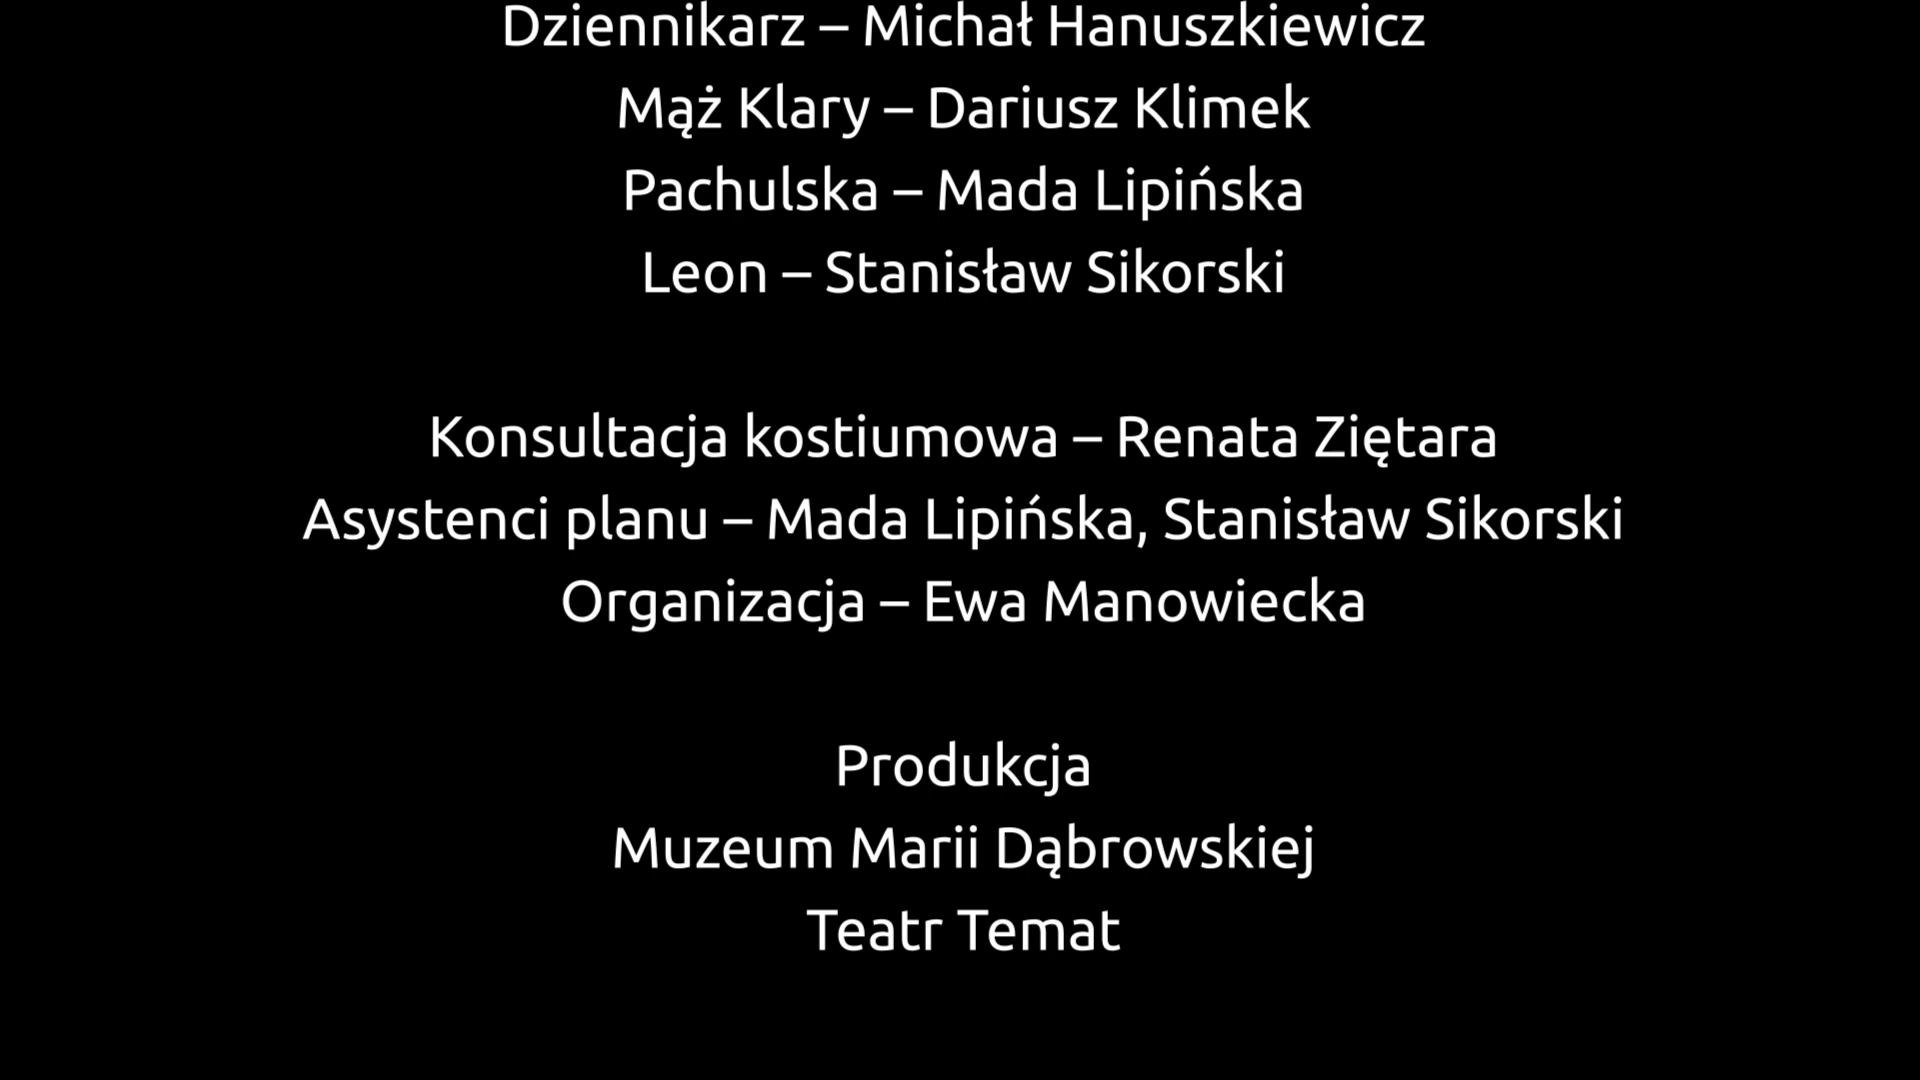 Dziennikarz – Michał Hanuszkiewicz
Mąż Klary – Dariusz Klimek
Pachulska – Mada Lipińska
Leon – Stanisław Sikorski
Konsultacja kostiumowa – Renata Ziętara
Asystenci planu – Mada Lipińska, Stanisław Sikorski
Organizacja – Ewa Manowiecka
Produkcja
Muzeum Marii Dąbrowskiej
Teatr Temat